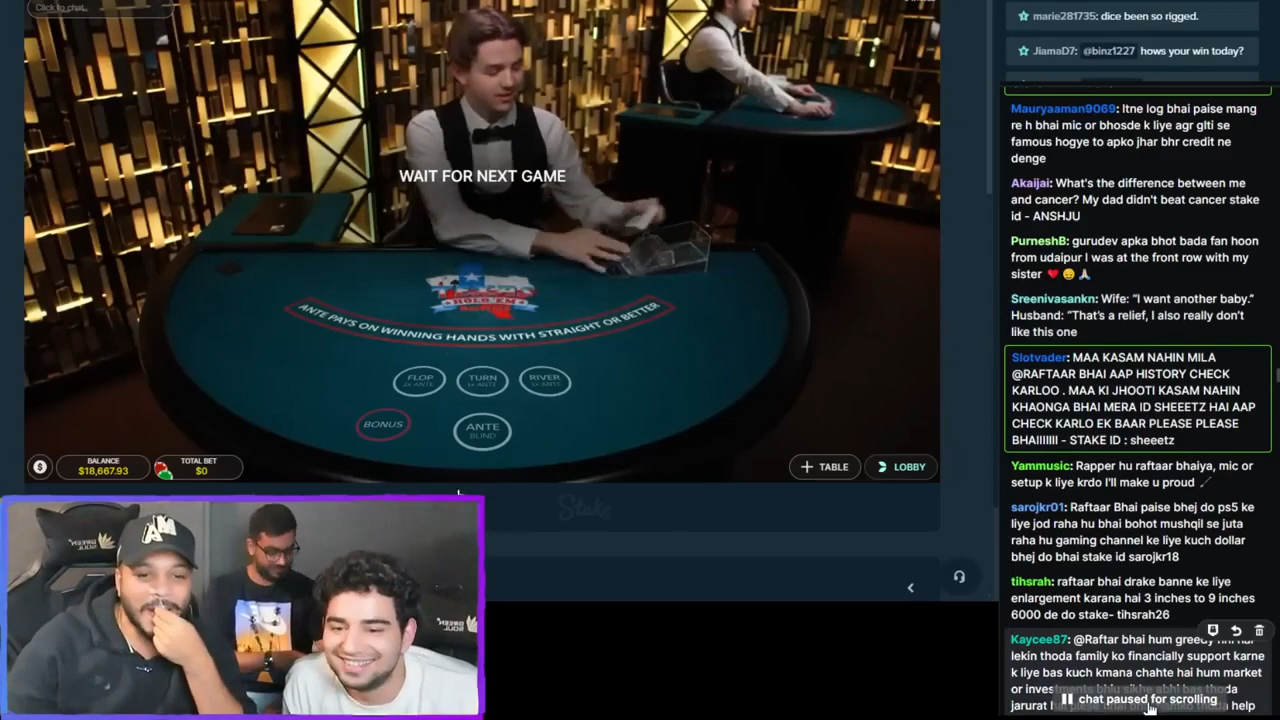 Click to chat
WAIT FOR NEXT GAME
HOLD'EM
ANTE PAYS ON WINNING HANDS WITH STRAIGHT OR BETTER
FLOP
TURN
RIVER
BONUS
ANTE
BLIND
BALANCE
$18,667.93
TOTAL BET
$0
TABLE
LOBBY
Stake
marie281735: dice been so rigged.
JiamaD7: @binz1227 hows your win today?
Mauryaaman9069: Itne log bhai paise mang
re h bhai mic or bhosde k liye agr glti se
famous hogye to apko jhar bhr credit ne
denge
Akaijai: What's the difference between me
and cancer? My dad didn't beat cancer stake
id - ANSHJU
PurneshB: gurudev apka bhot bada fan hoon
from udaipur I was at the front row with my
sister ❤️😀🙏
Sreenivasankn: Wife: “I want another baby.”
Husband: “That’s a relief, I also really don’t
like this one
Slotvader: MAA KASAM NAHIN MILA
@RAFTAAR BHAI AAP HISTORY CHECK
KARLOO . MAA KI JHOOTI KASAM NAHIN
KHAONGA BHAI MERA ID SHEEETZ HAI AAP
CHECK KARLO EK BAAR PLEASE PLEASE
BHAIIIIIII - STAKE ID : sheeetz
Yammusic: Rapper hu raftaar bhaiya, mic or
setup k liye krdo I'll make u proud 🎤
sarojkr01: Raftaar Bhai paise bhej do ps5 ke
liye jod raha hu bhai bohot mushqil se juta
raha hu gaming channel ke liye kuch dollar
bhej do bhai stake id sarojkr18
tihsrah: raftaar bhai drake banne ke liye
enlargement karana hai 3 inches to 9 inches
6000 de do stake- tihsrah26
Kaycee87: @Raftar bhai hum greedy
lekin thoda family ko financially support karne
k liye bas kuch kmana chahte hai hum market
or
jarurat help
chat paused for scrolling